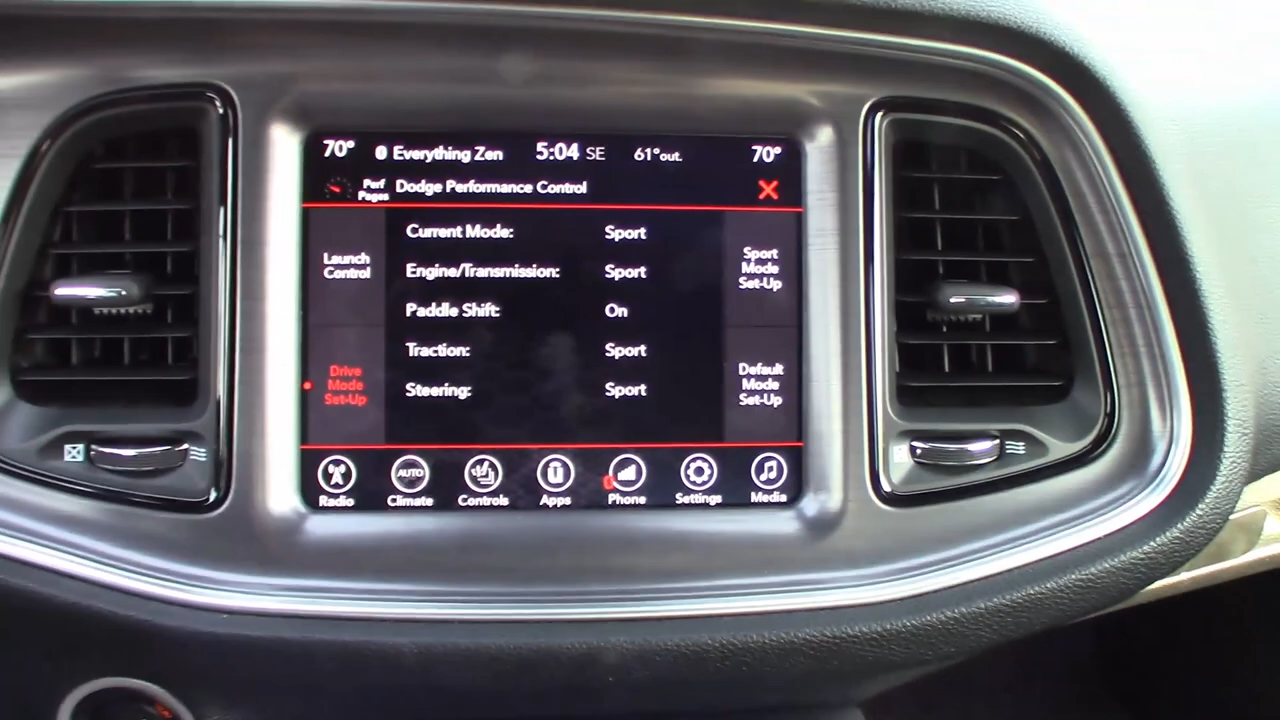 70° Everything Zen 5:04 SE 61°out. 70°
Perf
Pages
Dodge Performance Control
Launch
Control
Drive
Mode
Set-Up
Current Mode: Sport
Engine/Transmission: Sport
Paddle Shift: On
Traction: Sport
Steering: Sport
Sport
Mode
Set-Up
Default
Mode
Set-Up
AUTO
Radio Climate Controls Apps Phone Settings Media